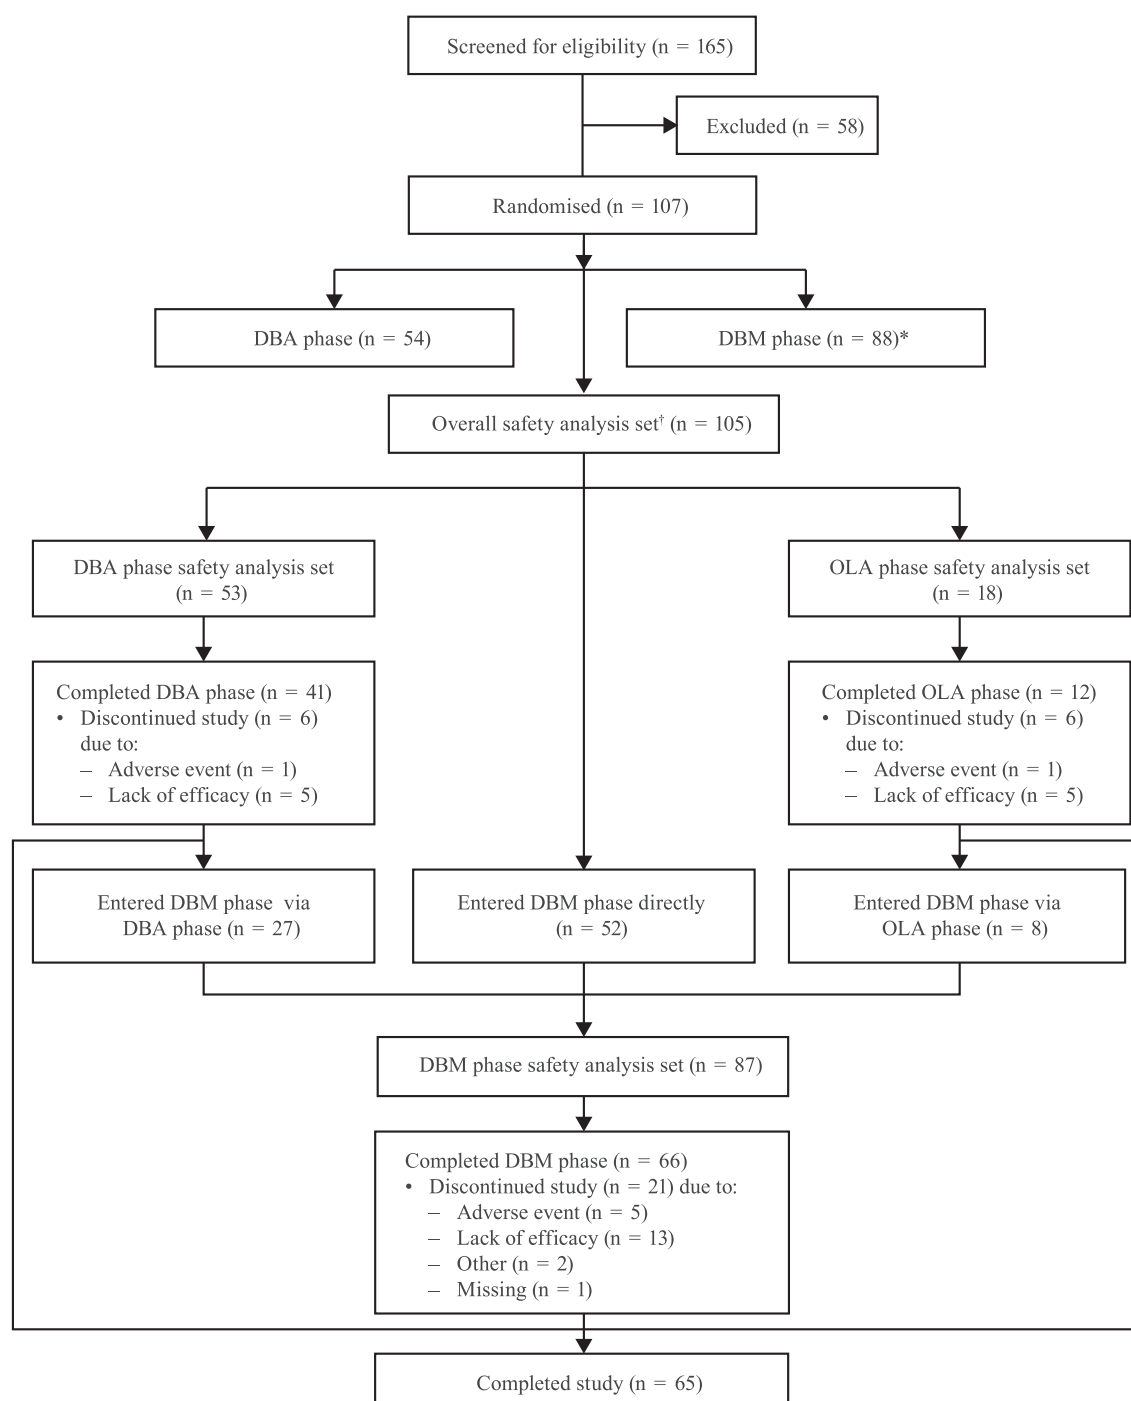 Screened for eligibility (n = 165)
Excluded (n = 58)
Randomised (n = 107)
DBA phase (n = 54)
DBM phase (n = 88)*
Overall safety analysis set† (n = 105)
DBA phase safety analysis set
(n = 53)
OLA phase safety analysis set
(n = 18)
Completed DBA phase (n = 41)
• Discontinued study (n = 6)
due to:
– Adverse event (n = 1)
– Lack of efficacy (n = 5)
Completed OLA phase (n = 12)
• Discontinued study (n = 6)
due to:
– Adverse event (n = 1)
– Lack of efficacy (n = 5)
Entered DBM phase via
DBA phase (n = 27)
Entered DBM phase directly
(n = 52)
Entered DBM phase via
OLA phase (n = 8)
DBM phase safety analysis set (n = 87)
Completed DBM phase (n = 66)
• Discontinued study (n = 21) due to:
– Adverse event (n = 5)
– Lack of efficacy (n = 13)
– Other (n = 2)
– Missing (n = 1)
Completed study (n = 65)